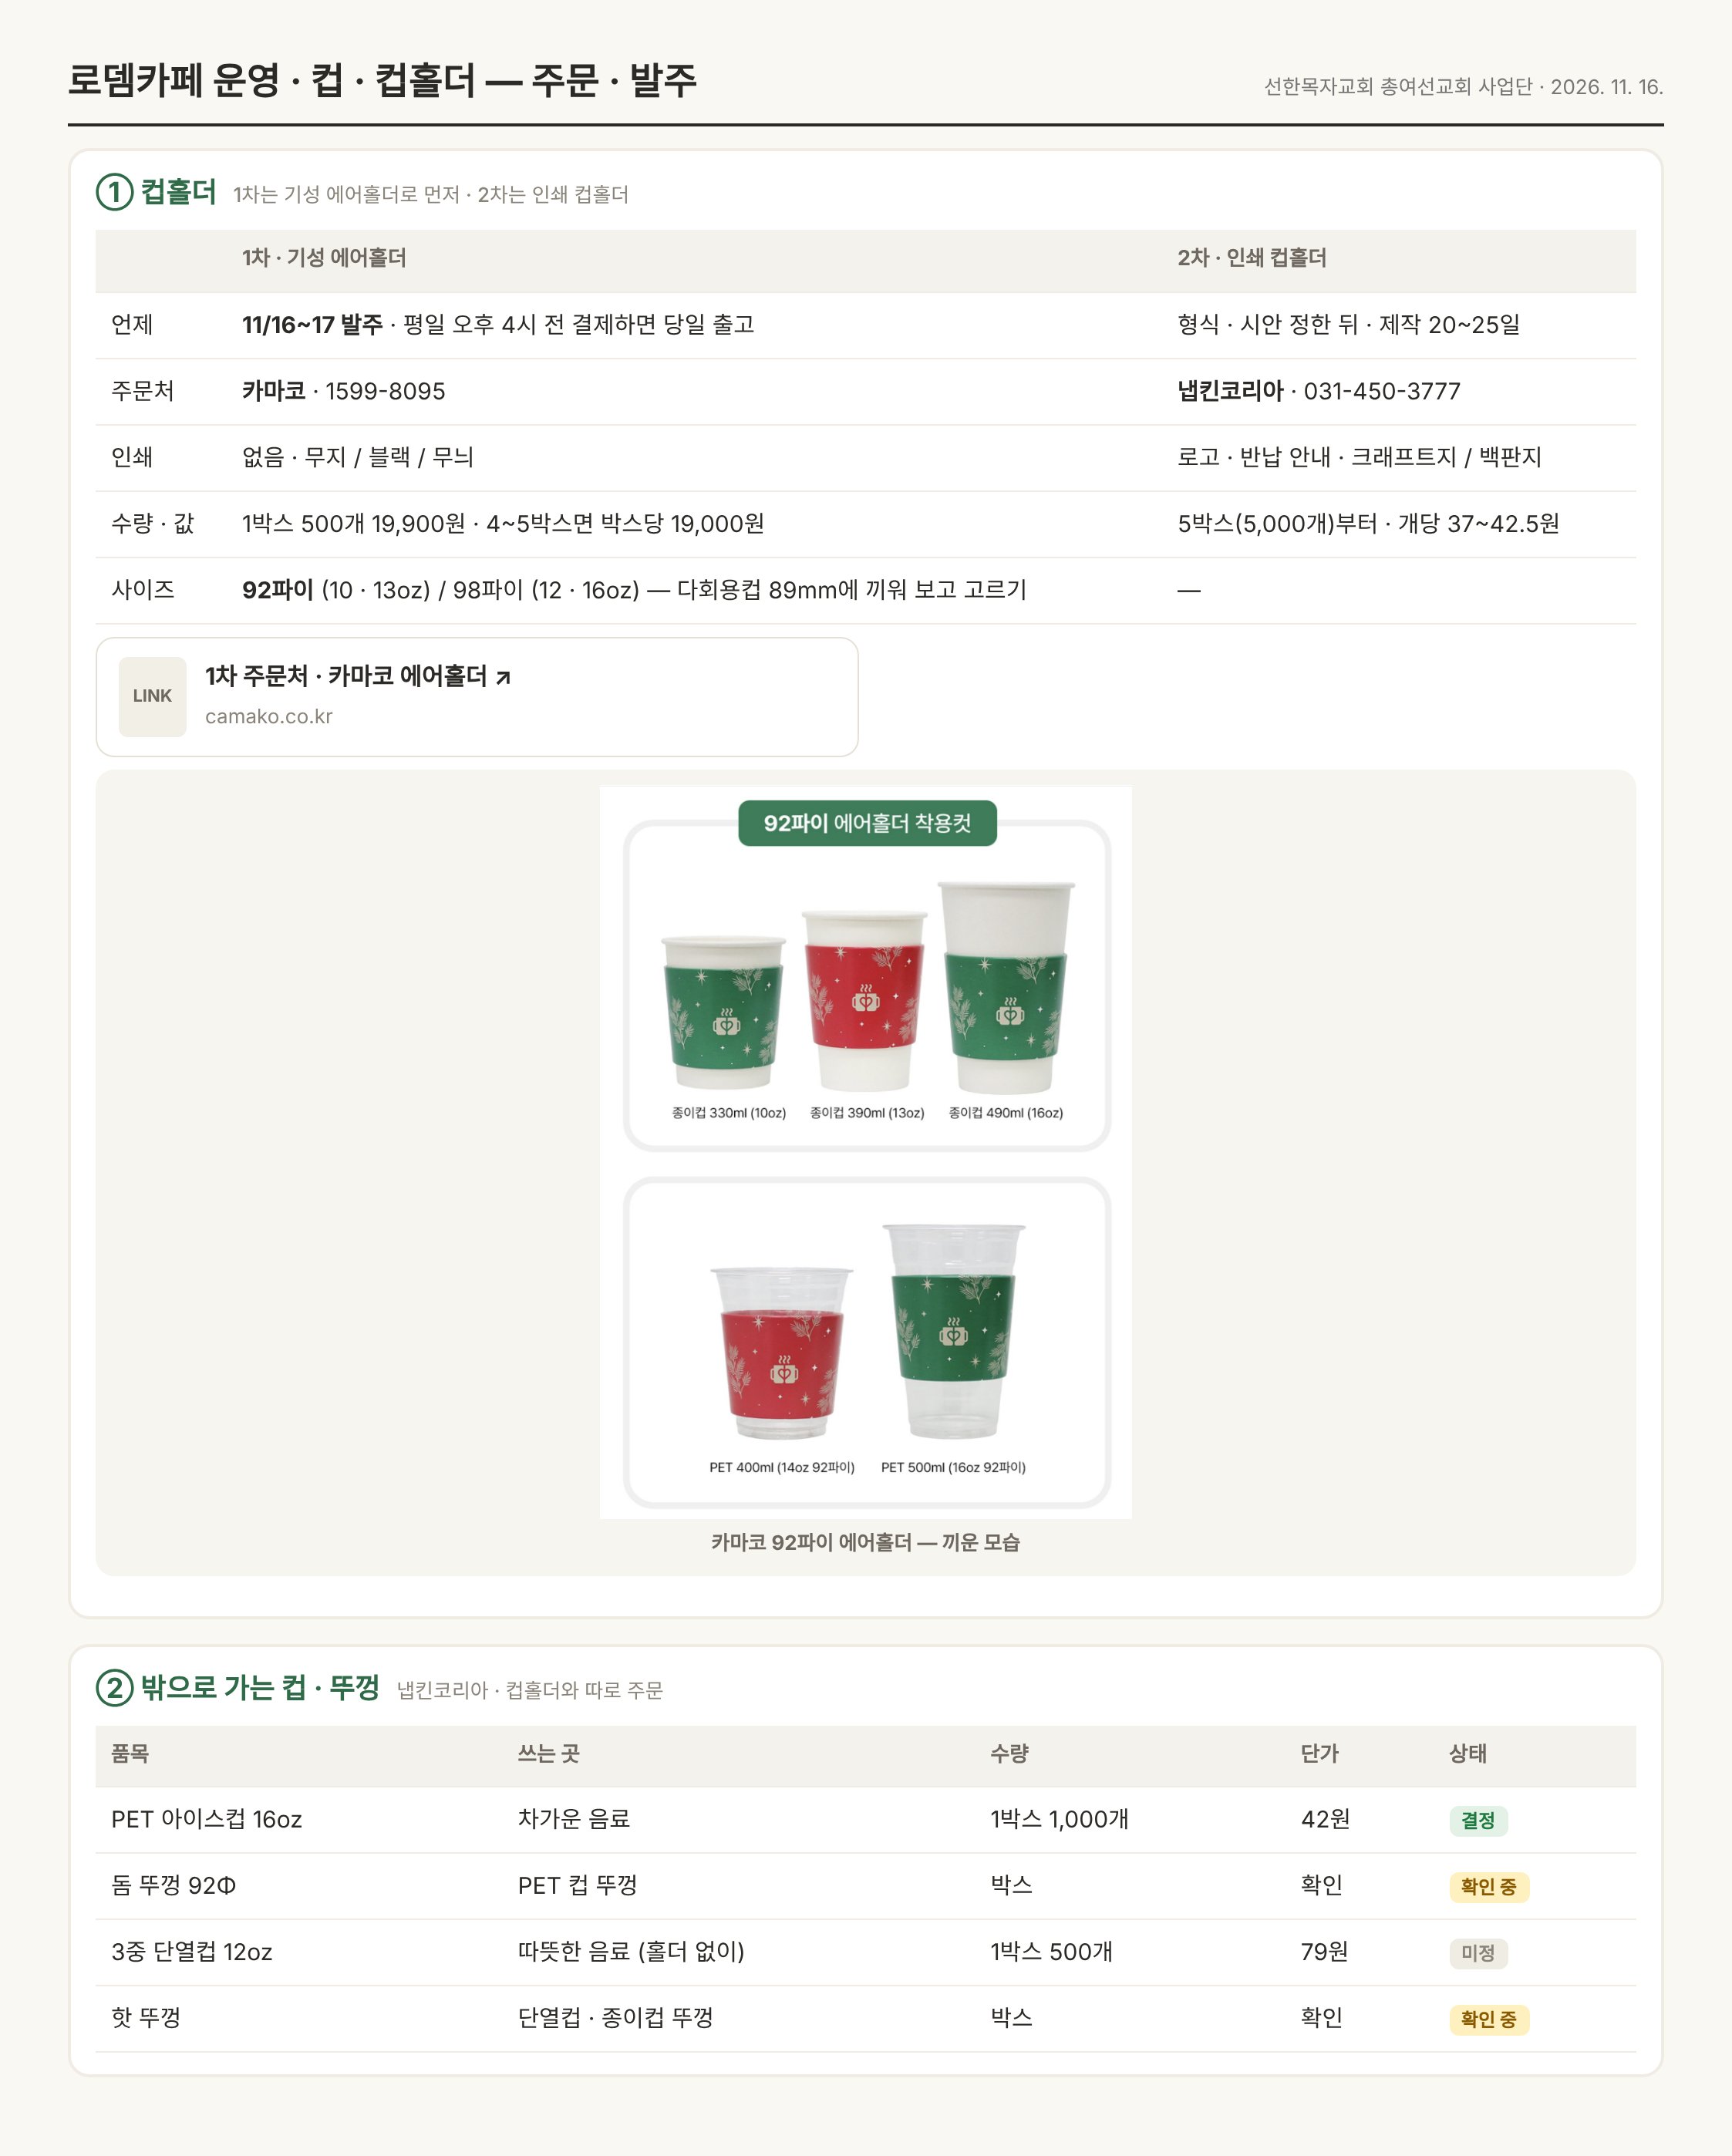 로뎀카페 운영 · 컵 · 컵홀더 — 주문 · 발주
선한목자교회 총여선교회 사업단 · 2026. 11. 16.
① 컵홀더 1차는 기성 에어홀더로 먼저 · 2차는 인쇄 컵홀더
1차 · 기성 에어홀더 2차 · 인쇄 컵홀더
언제 11/16~17 발주 · 평일 오후 4시 전 결제하면 당일 출고 형식 · 시안 정한 뒤 · 제작 20~25일
주문처 카마코 · 1599-8095 냅킨코리아 · 031-450-3777
인쇄 없음 · 무지 / 블랙 / 무늬 로고 · 반납 안내 · 크래프트지 / 백판지
수량 · 값 1박스 500개 19,900원 · 4~5박스면 박스당 19,000원 5박스(5,000개)부터 · 개당 37~42.5원
사이즈 92파이 (10 · 13oz) / 98파이 (12 · 16oz) — 다회용컵 89mm에 끼워 보고 고르기 —
LINK
1차 주문처 · 카마코 에어홀더 ↗
camako.co.kr
92파이 에어홀더 착용컷
종이컵 330ml (10oz) 종이컵 390ml (13oz) 종이컵 490ml (16oz)
PET 400ml (14oz 92파이) PET 500ml (16oz 92파이)
카마코 92파이 에어홀더 — 끼운 모습
② 밖으로 가는 컵 · 뚜껑 냅킨코리아 · 컵홀더와 따로 주문
품목 쓰는 곳 수량 단가 상태
PET 아이스컵 16oz 차가운 음료 1박스 1,000개 42원 결정
돔 뚜껑 92Φ PET 컵 뚜껑 박스 확인 확인 중
3중 단열컵 12oz 따뜻한 음료 (홀더 없이) 1박스 500개 79원 미정
핫 뚜껑 단열컵 · 종이컵 뚜껑 박스 확인 확인 중